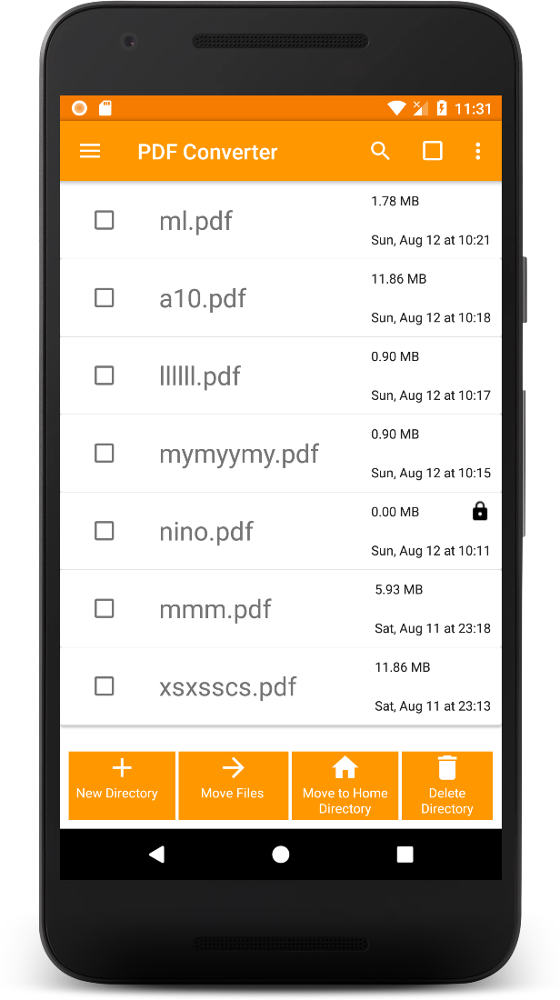 11:31
PDF Converter
ml.pdf
1.78 MB
Sun, Aug 12 at 10:21
a10.pdf
11.86 MB
Sun, Aug 12 at 10:18
llllll.pdf
0.90 MB
Sun, Aug 12 at 10:17
mymyymy.pdf
0.90 MB
Sun, Aug 12 at 10:15
nino.pdf
0.00 MB
Sun, Aug 12 at 10:11
mmm.pdf
5.93 MB
Sat, Aug 11 at 23:18
xsxsscs.pdf
11.86 MB
Sat, Aug 11 at 23:13
New Directory
Move Files
Move to Home
Directory
Delete
Directory